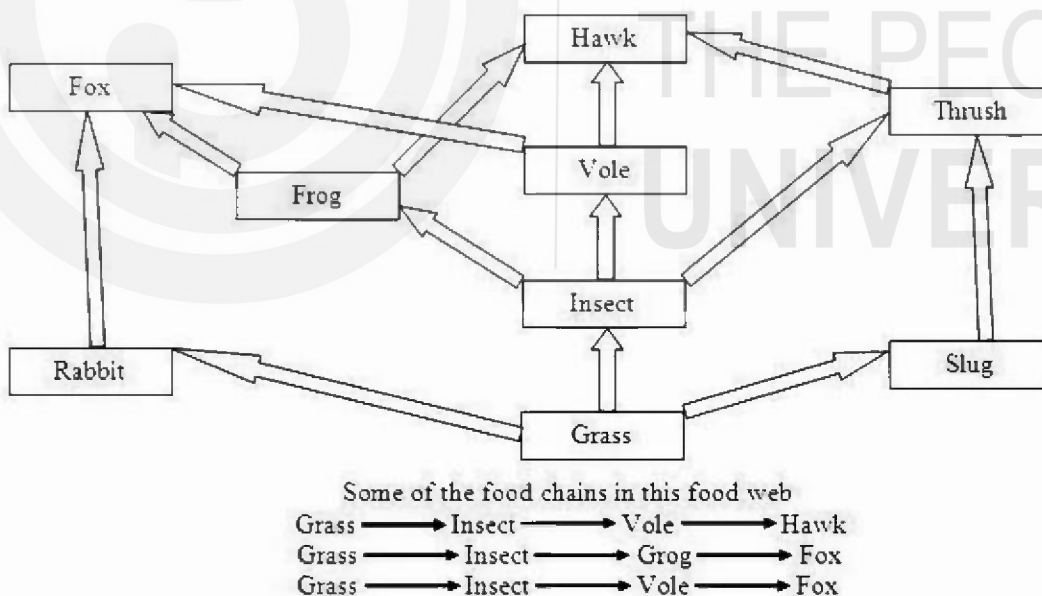 THE PEO
UNIVER
Hawk
Fox
Thrush
Vole
Frog
Insect
Rabbit
Slug
Grass
Some of the food chains in this food web
Grass Insect Vole Hawk
Grass Insect Grog Fox
Grass Insect Vole Fox